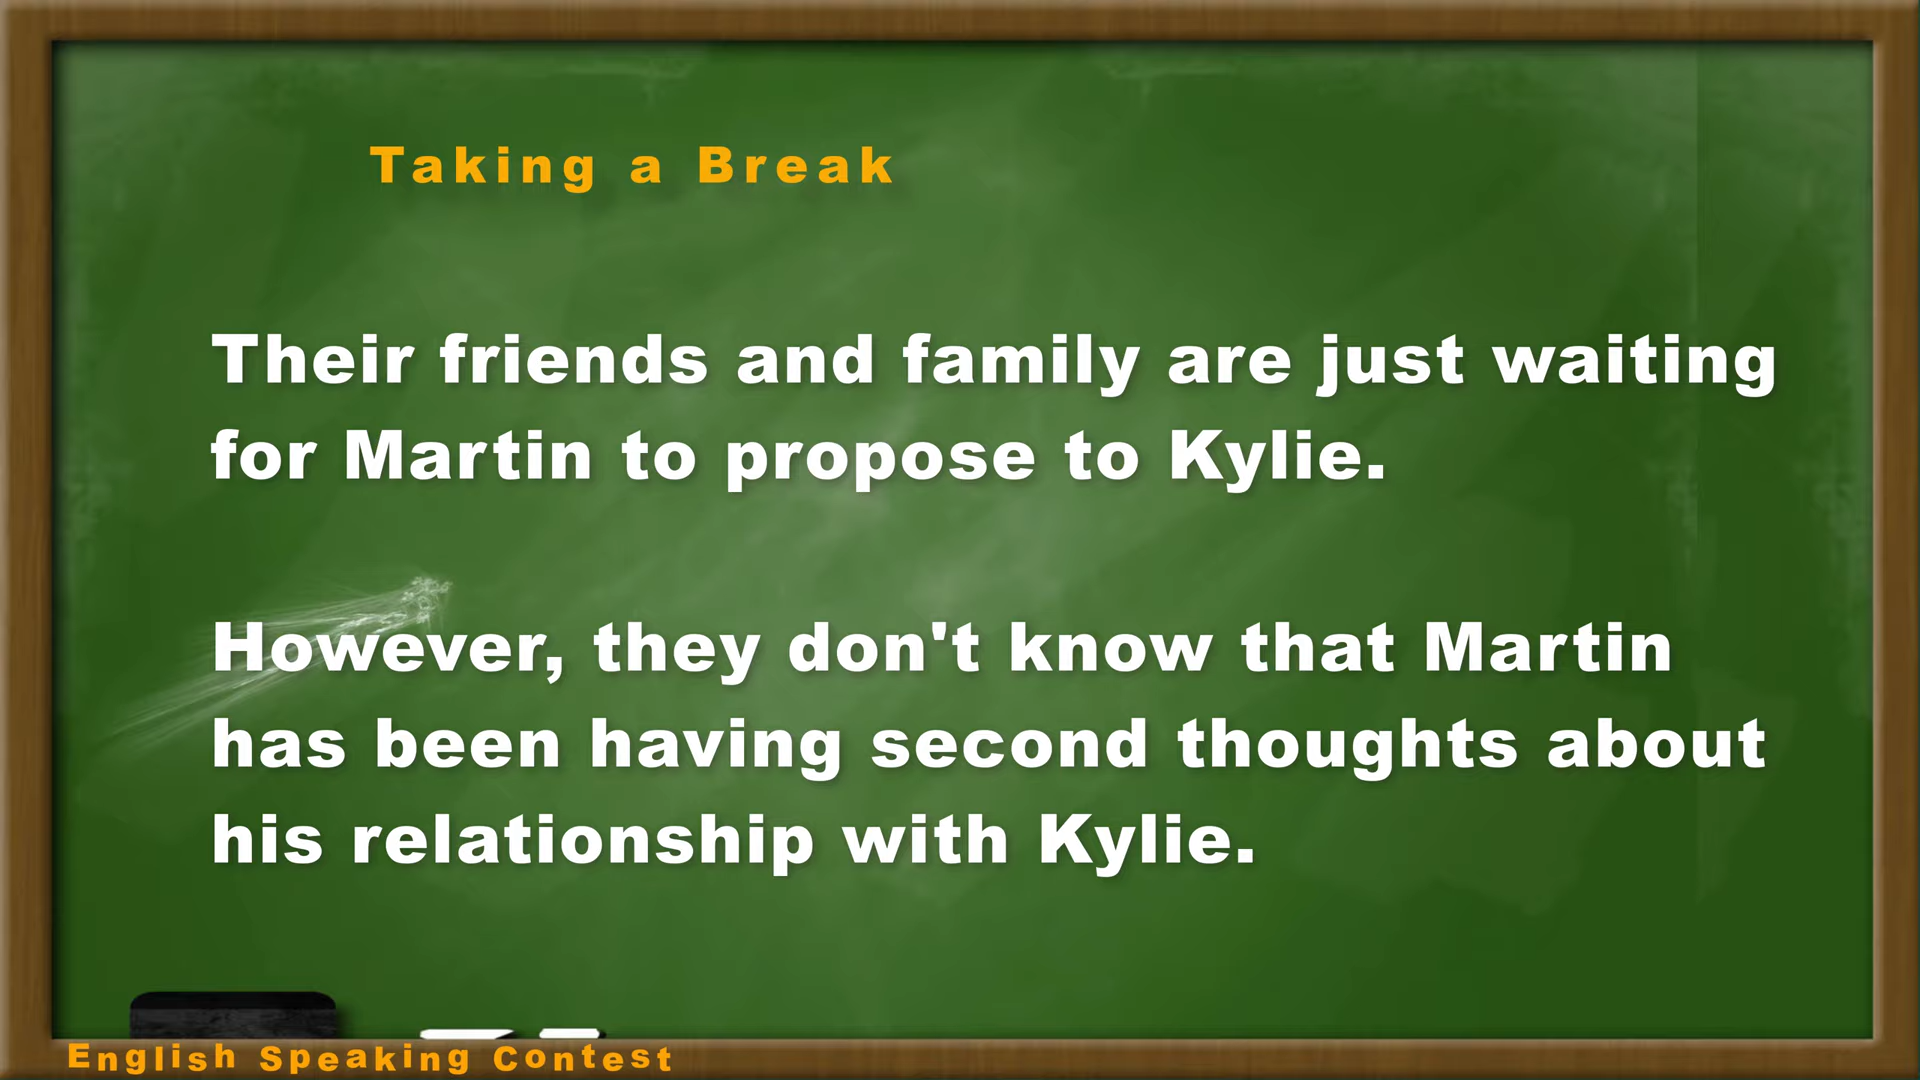 Taking a Break
Their friends and family are just waiting
for Martin to propose to Kylie.
However, they don't know that Martin
has been having second thoughts about
his relationship with Kylie.
English Speaking Contest